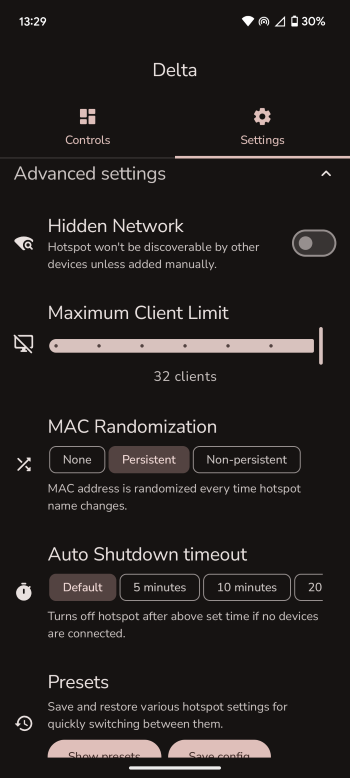 13:29
30%
Delta
Controls
Settings
Advanced settings
Hidden Network
Hotspot won't be discoverable by other
devices unless added manually.
Maximum Client Limit
32 clients
MAC Randomization
None
Persistent
Non-persistent
MAC address is randomized every time hotspot
name changes.
Auto Shutdown timeout
Default
5 minutes
10 minutes
20
Turns off hotspot after above set time if no devices
are connected.
Presets
Save and restore various hotspot settings for
quickly switching between them.
Show presets
Save config